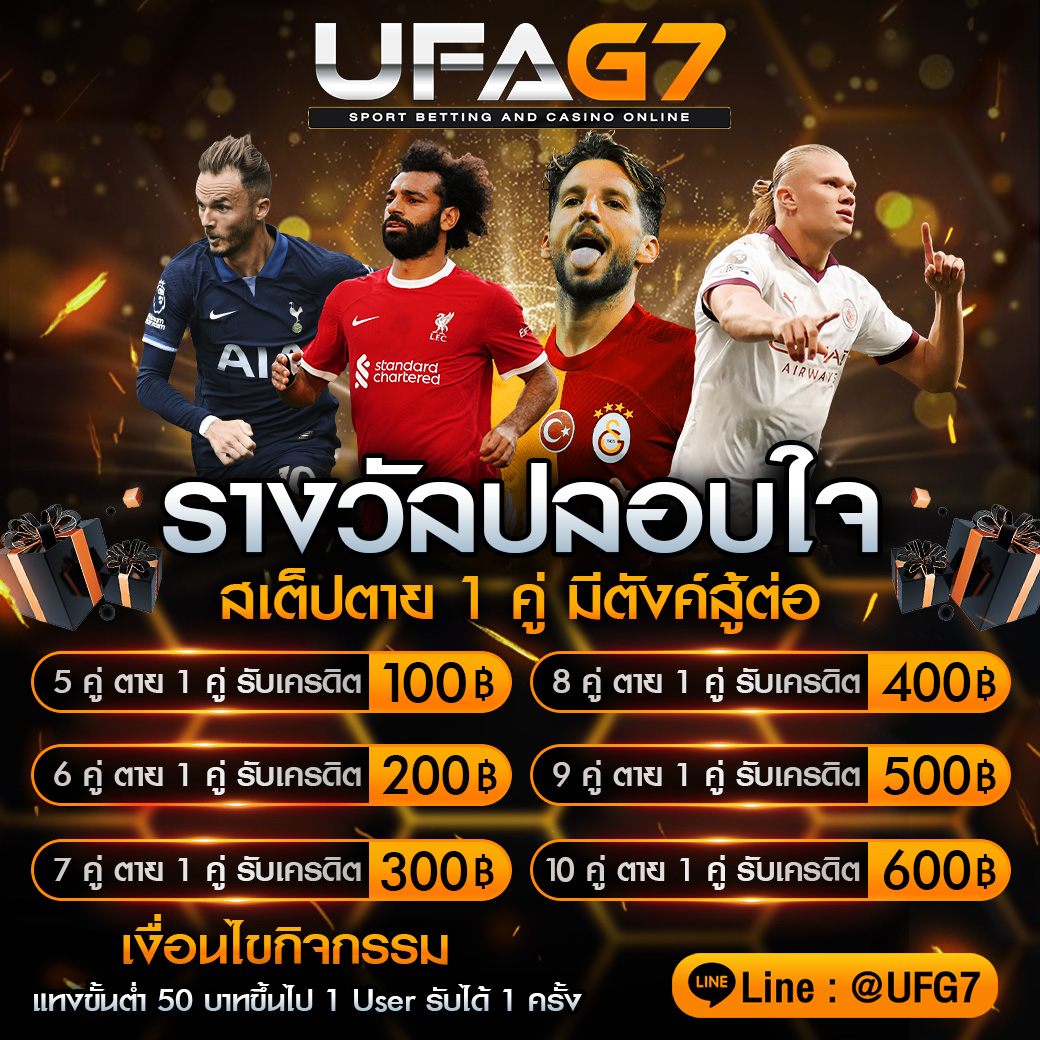 UFAG7
SPORT BETTING AND CASINO ONLINE
AIA
L.F.C.
standard
chartered
1905
AIRWAYS
10
รางวัลปลอบใจ
สเต็ปตาย 1 คู่ มีตังค์สู้ต่อ
5 คู่ ตาย 1 คู่ รับเครดิต 100฿
8 คู่ ตาย 1 คู่ รับเครดิต 400฿
6 คู่ ตาย 1 คู่ รับเครดิต 200฿
9 คู่ ตาย 1 คู่ รับเครดิต 500฿
7 คู่ ตาย 1 คู่ รับเครดิต 300฿
10 คู่ ตาย 1 คู่ รับเครดิต 600฿
เงื่อนไขกิจกรรม
แทงขั้นต่ำ 50 บาทขึ้นไป 1 User รับได้ 1 ครั้ง
LINE Line : @UFG7